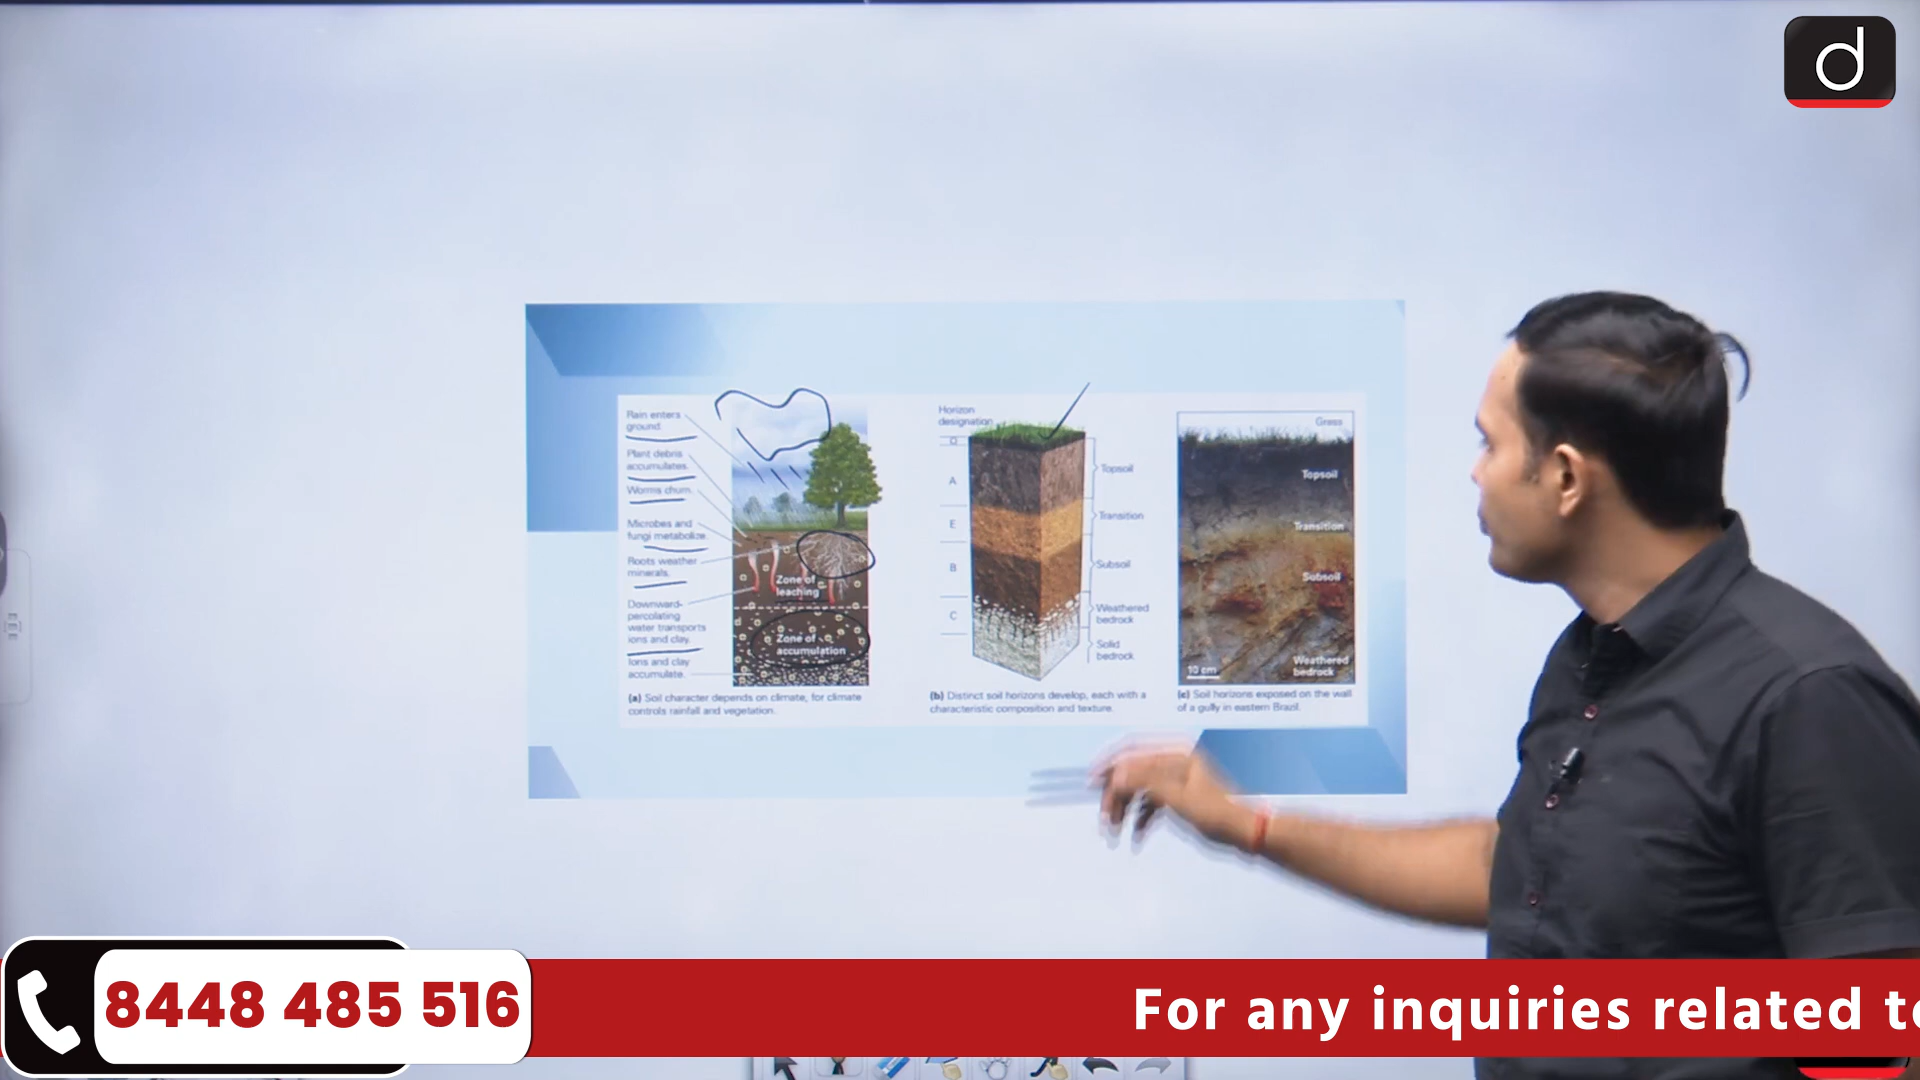 d
Rain enters
ground.
Plant debris
accumulates.
Worms churn.
Microbes and
fungi metabolize.
Roots weather
minerals.
Downward-
percolating
water transports
ions and clay.
Ions and clay
accumulate.
Zone of
leaching
Zone of
accumulation
(a) Soil character depends on climate, for climate
controls rainfall and vegetation.
Horizon
designation
O
A
E
B
C
Topsoil
Transition
Subsoil
Weathered
bedrock
Solid
bedrock
(b) Distinct soil horizons develop, each with a
characteristic composition and texture.
Grass
Topsoil
Transition
Subsoil
Weathered
bedrock
10 cm
(c) Soil horizons exposed on the wall
of a gully in eastern Brazil.
8448 485 516
For any inquiries related to